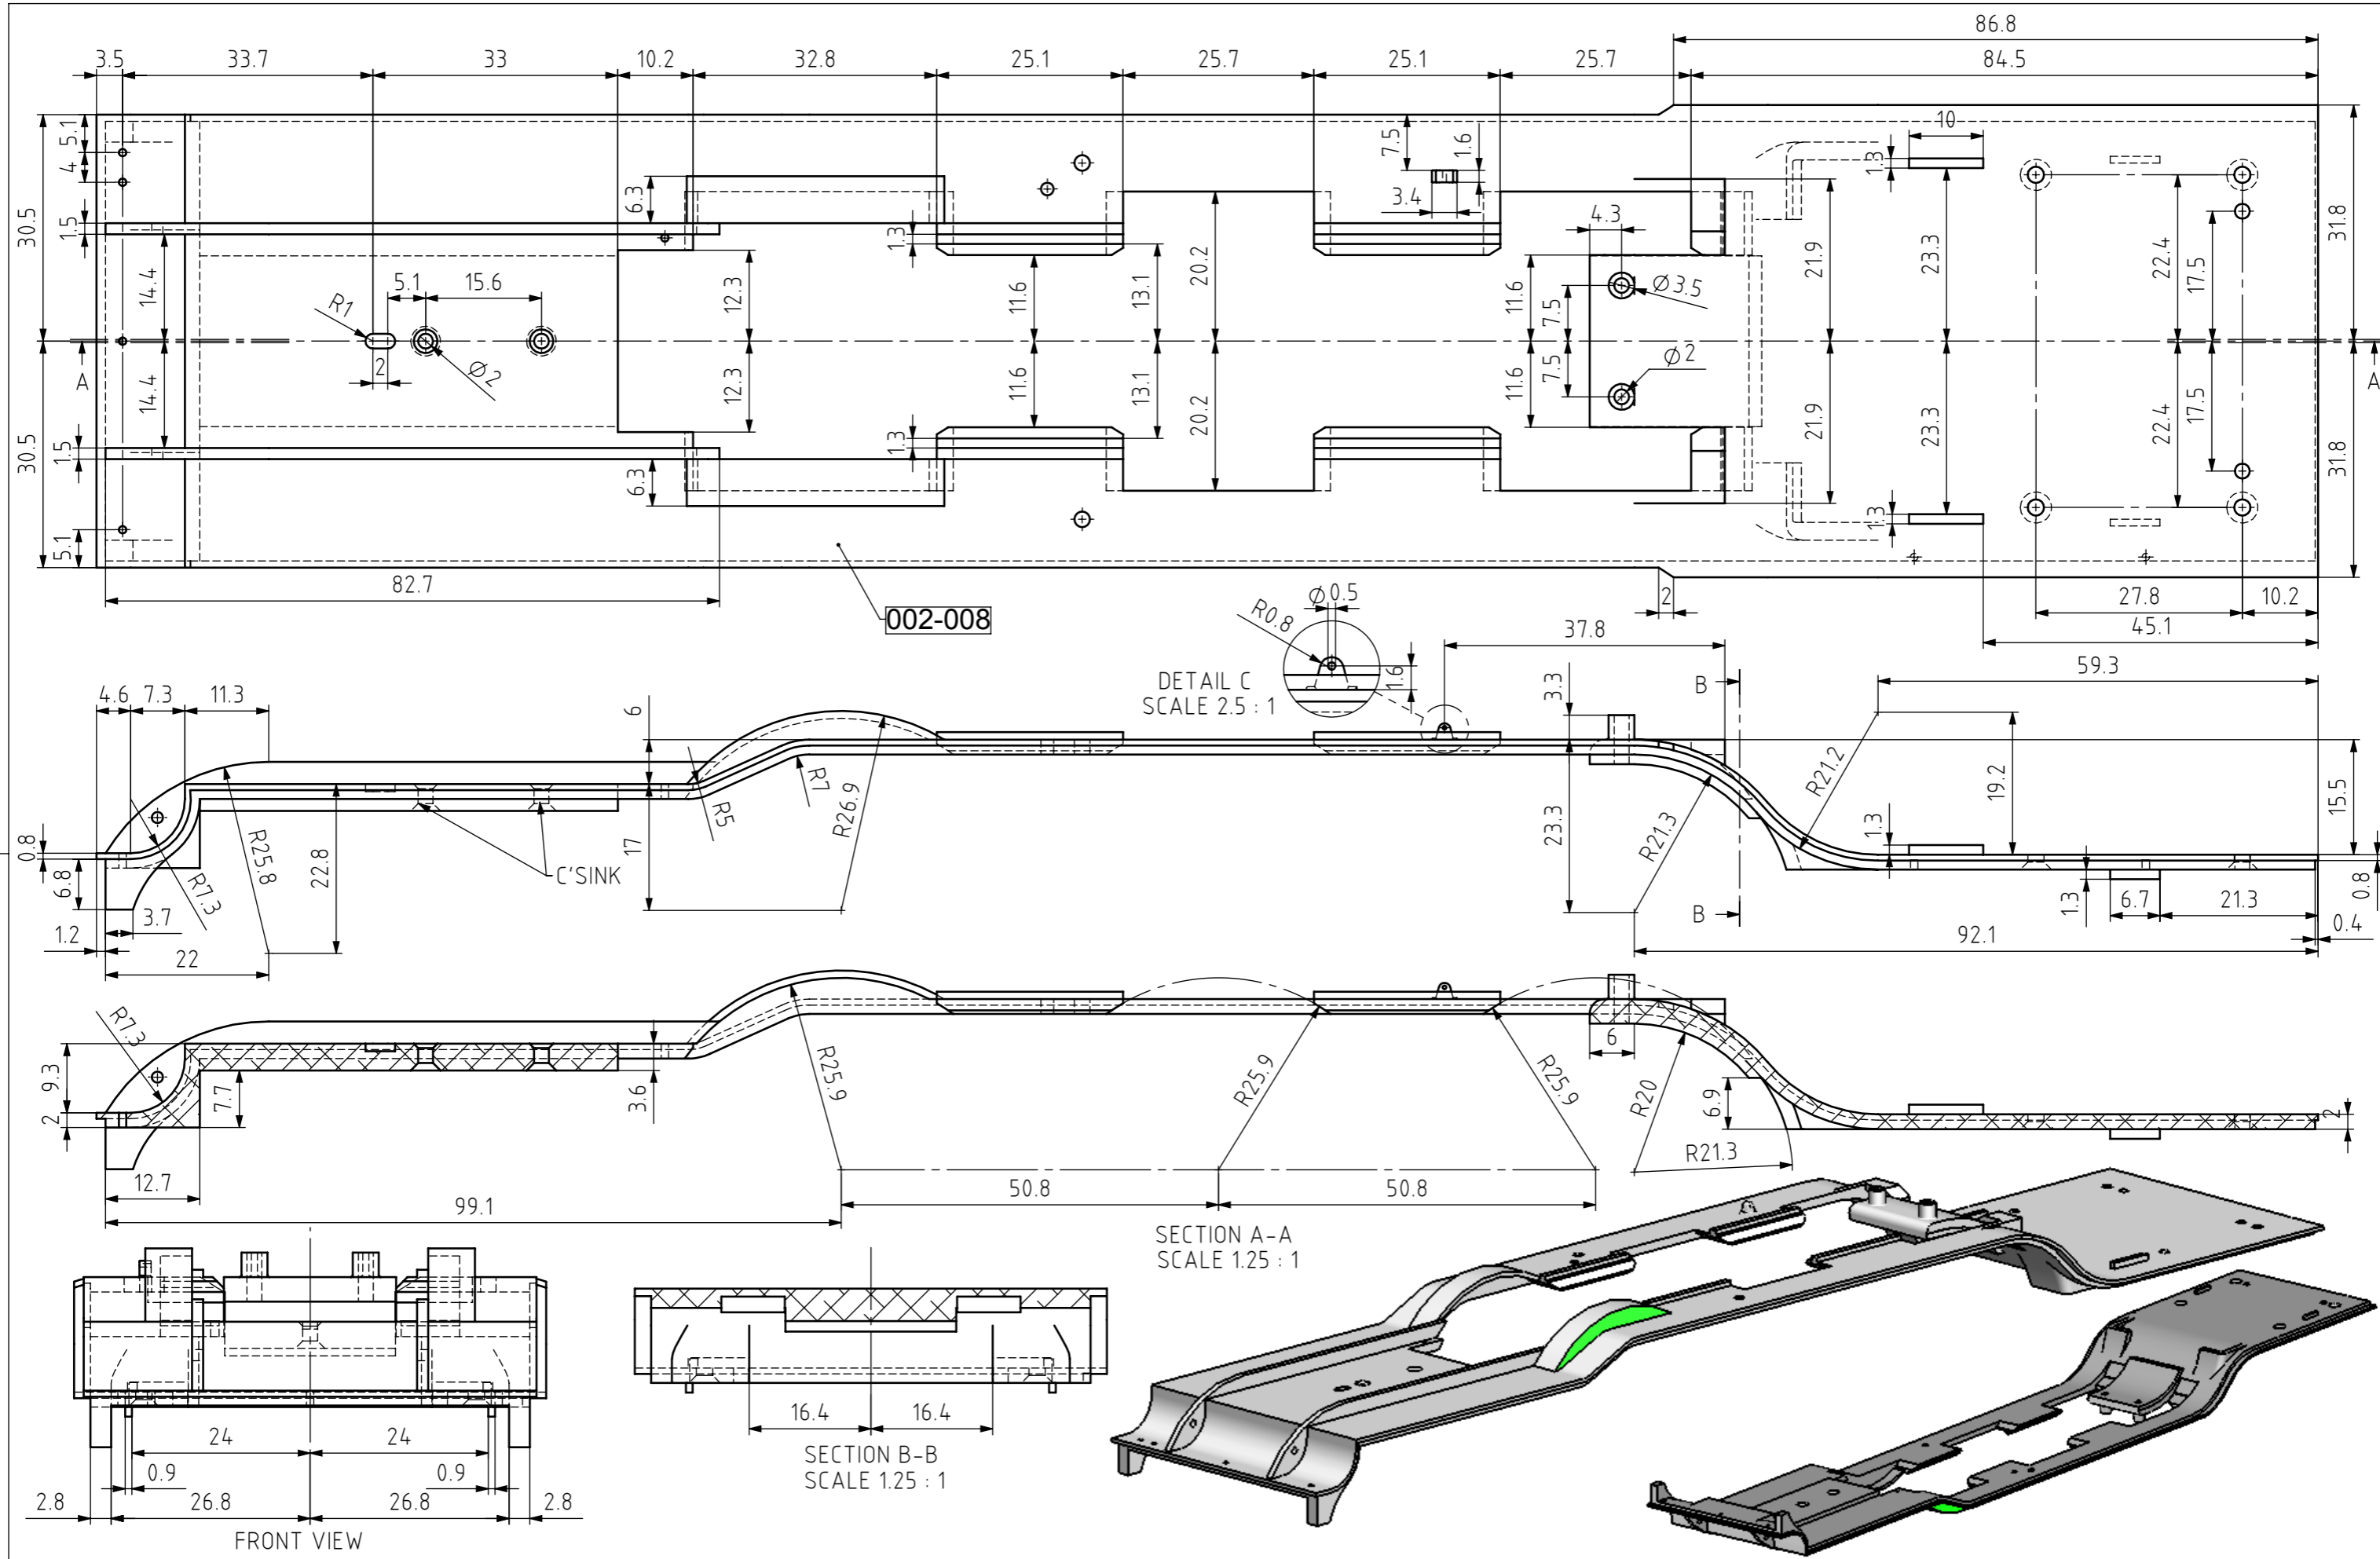 86.8
3.5 33.7 33 10.2 32.8 25.1 25.7 25.1 25.7 84.5
5.1
4
30.5
1.5
14.4
6.3
R1
5.1 15.6
2
Ø2
12.3
1.3
11.6
13.1
20.2
7.5
1.6
3.4
4.3
Ø3.5
11.6
7.5
21.9
1.3
10
23.3
22.4
17.5
31.8
A
A
30.5
14.4
1.5
5.1
6.3
12.3
1.3
11.6
13.1
20.2
11.6
7.5
Ø2
21.9
1.3
23.3
22.4
17.5
31.8
82.7
002-008
2
27.8 10.2
45.1
4.6 7.3 11.3
0.8
6.8
3.7
1.2
22
R7.3
R25.8
22.8
C'SINK
6
17
R5
R7
R26.9
DETAIL C
SCALE 2.5 : 1
R0.8
Ø0.5
1.6
37.8
3.3
23.3
R21.3
B
B
59.3
R21.2
19.2
15.5
1.3
1.3
6.7 21.3
0.8
0.4
92.1
R7.3
9.3
2
7.7
12.7
3.6
99.1
R25.9
50.8
R25.9
R25.9
50.8
6
R20
R21.3
6.9
2
SECTION A-A
SCALE 1.25 : 1
24 24
0.9 0.9
2.8 26.8 26.8 2.8
FRONT VIEW
16.4 16.4
SECTION B-B
SCALE 1.25 : 1